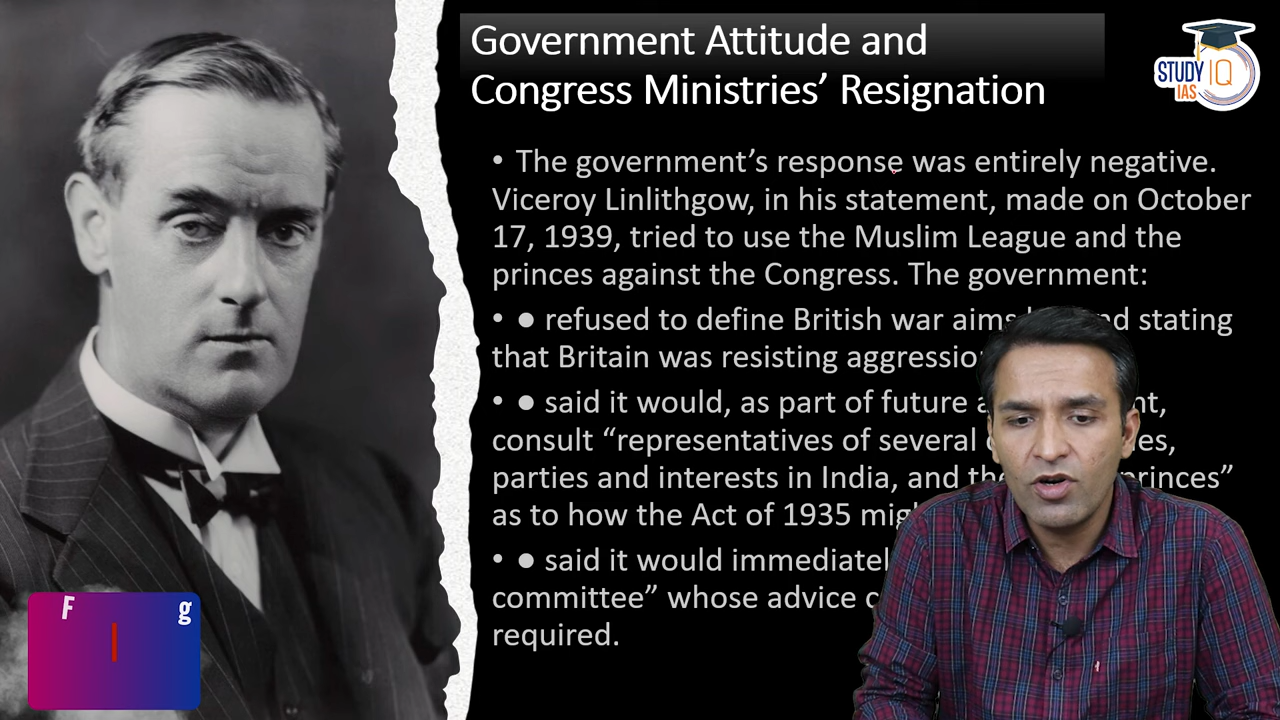 Government Attitude and
Congress Ministries’ Resignation
STUDY IQ
IAS
• The government’s response was entirely negative.
Viceroy Linlithgow, in his statement, made on October
17, 1939, tried to use the Muslim League and the
princes against the Congress. The government:
• ● refused to define British war aims stating
that Britain was resisting
• ● said it would, as part of future
consult “representatives of several
parties and interests in India, and princes”
as to how the Act of 1935
• ● said it would
committee” whose advice
required.
F g